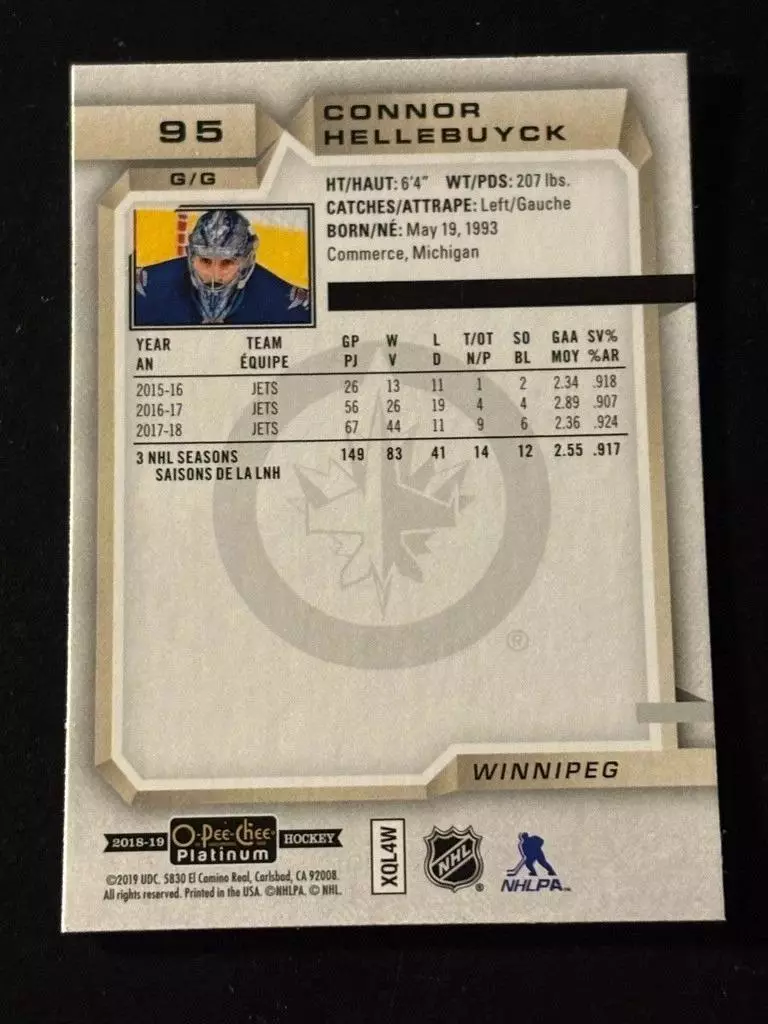 95
CONNOR
HELLEBUYCK
G/G
HT/HAUT: 6'4" WT/PDS: 207 lbs.
CATCHES/ATTRAPE: Left/Gauche
BORN/NÉ: May 19, 1993
Commerce, Michigan
YEAR TEAM GP W L T/OT SO GAA SV%
AN ÉQUIPE PJ V D N/P BL MOY %AR
2015-16 JETS 26 13 11 1 2 2.34 .918
2016-17 JETS 56 26 19 4 4 2.89 .907
2017-18 JETS 67 44 11 9 6 2.36 .924
3 NHL SEASONS 149 83 41 14 12 2.55 .917
SAISONS DE LA LNH
®
WINNIPEG
2018-19 O-Pee-Chee Platinum HOCKEY
XQL4W
NHL ®
NHLPA™
©2019 UDC. 5830 El Camino Real, Carlsbad, CA 92008.
All rights reserved. Printed in the USA. ©NHLPA. © NHL.